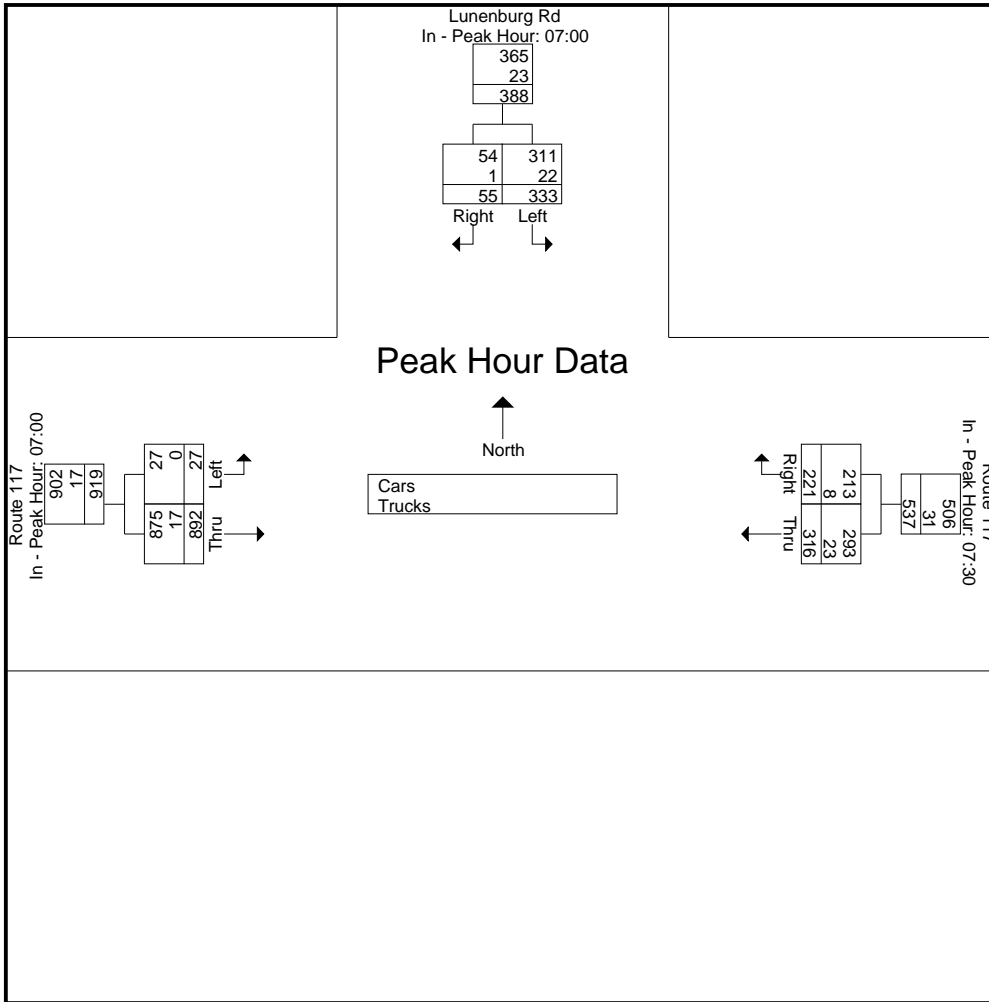 Lunenburg Rd
In - Peak Hour: 07:00
365
23
388
54 311
1 22
55 333
Right Left
Peak Hour Data
North
Cars
Trucks
Route 117
In - Peak Hour: 07:00
902
17
919
27
0
27
Left
875
17
892
Thru
Route 117
In - Peak Hour: 07:30
506
31
537
213
8
221
Right
293
23
316
Thru